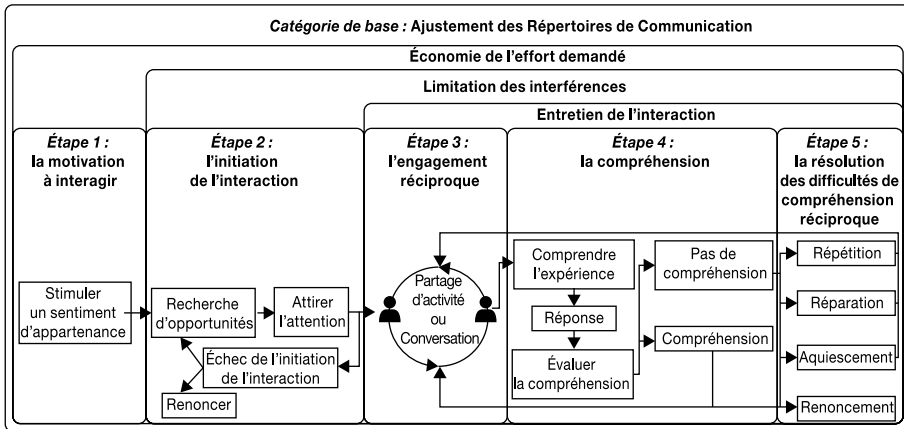 Catégorie de base : Ajustement des Répertoires de Communication
Économie de l'effort demandé
Limitation des interférences
Entretien de l'interaction
Étape 1 :
la motivation
à interagir
Étape 2 :
l'initiation
de l'interaction
Étape 3 :
l'engagement
réciproque
Étape 4 :
la compréhension
Étape 5 :
la résolution
des difficultés de
compréhension
réciproque
Stimuler
un sentiment
d'appartenance
Recherche
d'opportunités
Attirer
l'attention
Échec de l'initiation
de l'interaction
Renoncer
Partage
d'activité
ou
Conversation
Comprendre
l'expérience
Réponse
Évaluer
la compréhension
Pas de
compréhension
Compréhension
Répétition
Réparation
Aquiescement
Renoncement